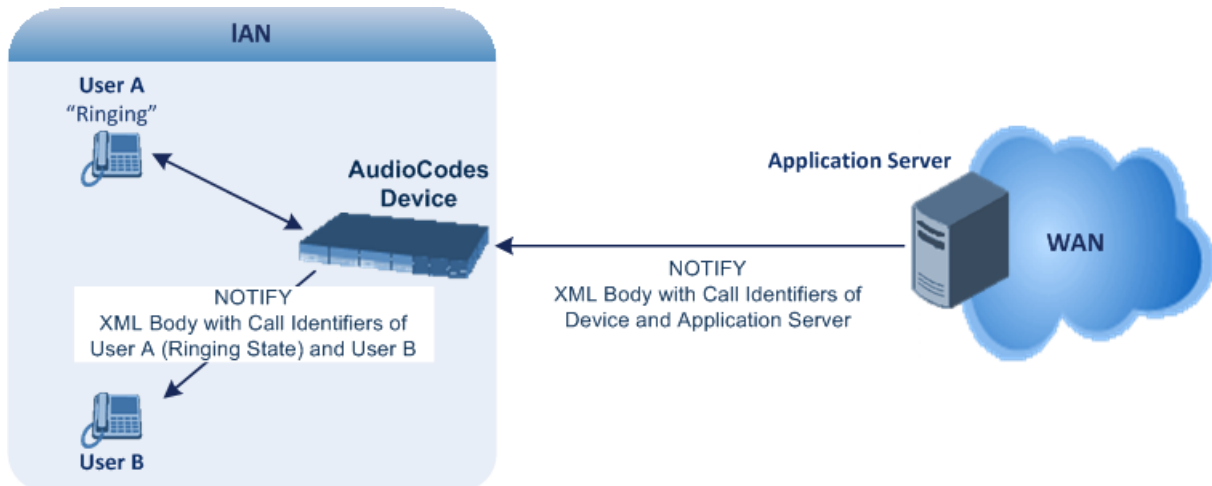 lAN
User A
“Ringing”
AudioCodes
Device
NOTIFY
XML Body with Call Identifiers of
User A (Ringing State) and User B
User B
NOTIFY
XML Body with Call Identifiers of
Device and Application Server
Application Server
WAN